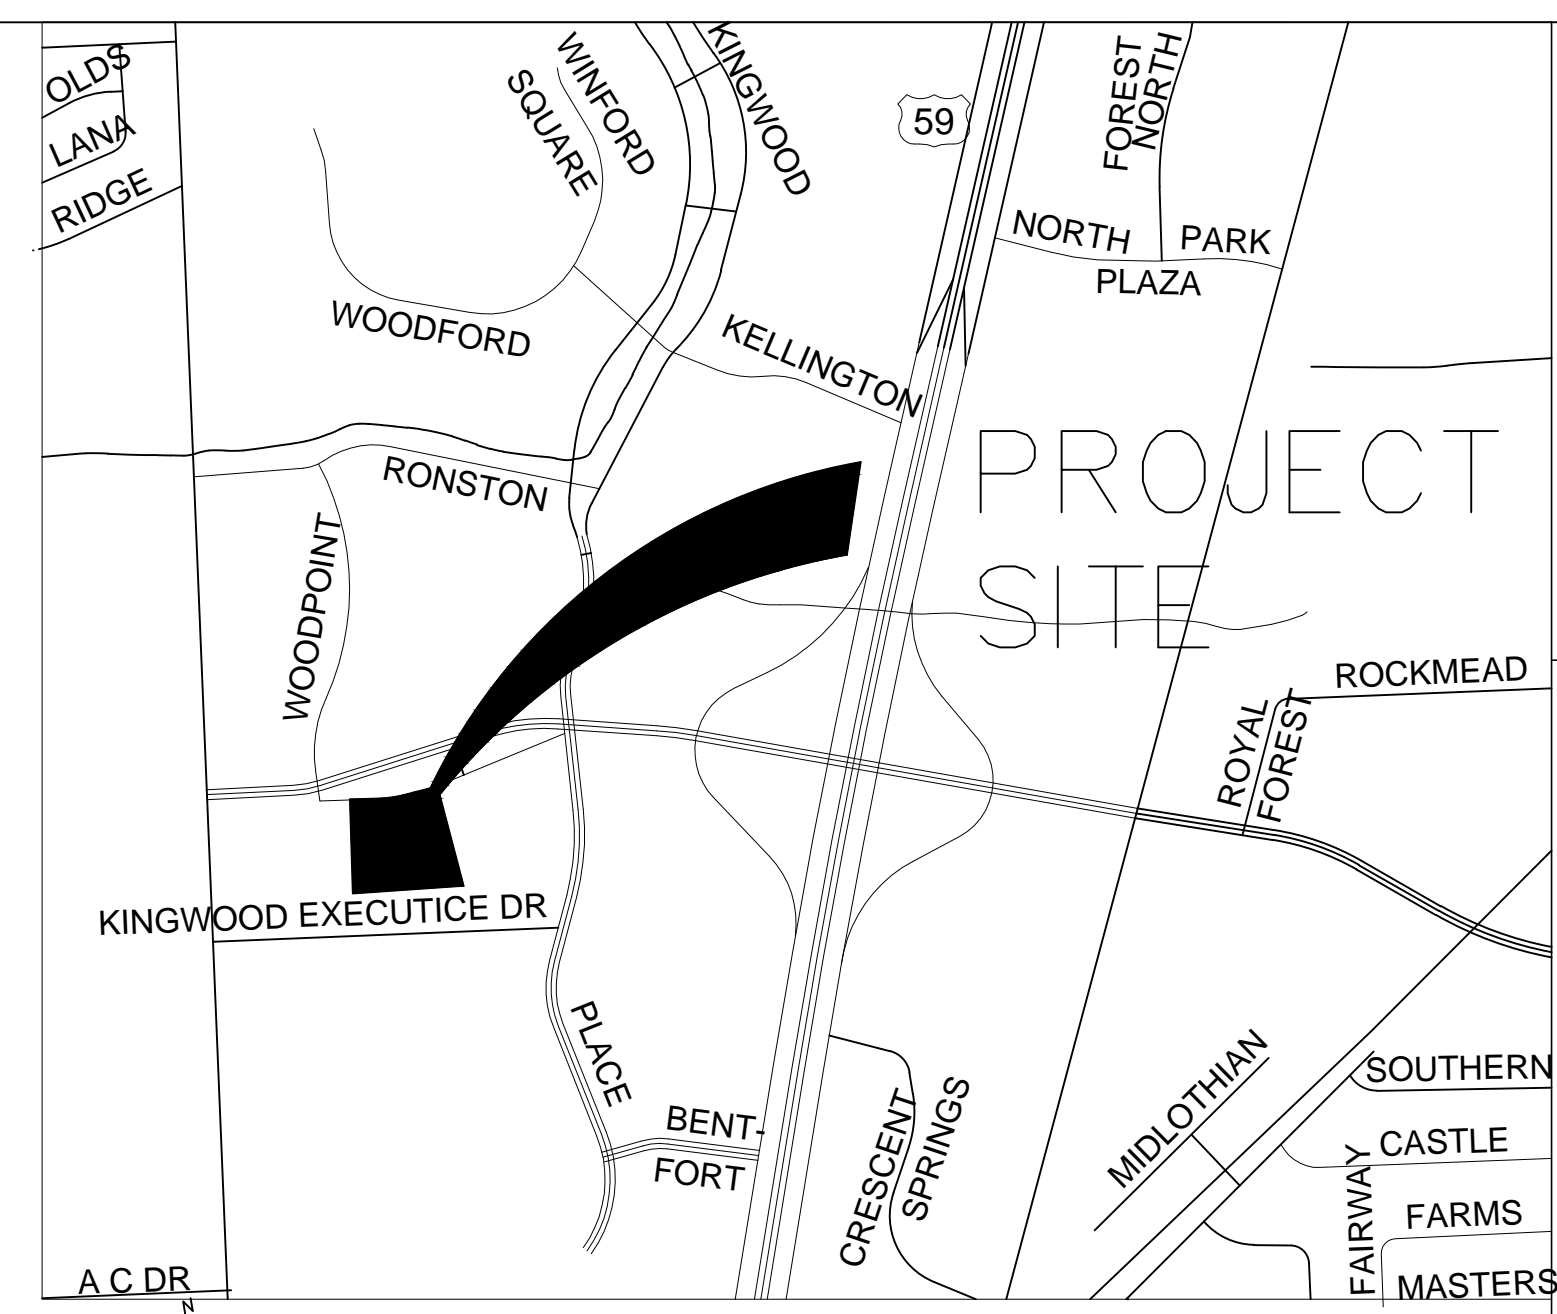 OLDS
LANA
RIDGE
WINFORD
SQUARE
KINGWOOD
59
FOREST
NORTH
NORTH PARK
PLAZA
WOODFORD
KELLINGTON
RONSTON
WOODPOINT
PROJECT
SITE
ROCKMEAD
ROYAL
FOREST
KINGWOOD EXECUTICE DR
PLACE
BENT-
FORT
CRESCENT
SPRINGS
MIDLOTHIAN
SOUTHERN
CASTLE
FAIRWAY
FARMS
MASTERS
A C DR
N